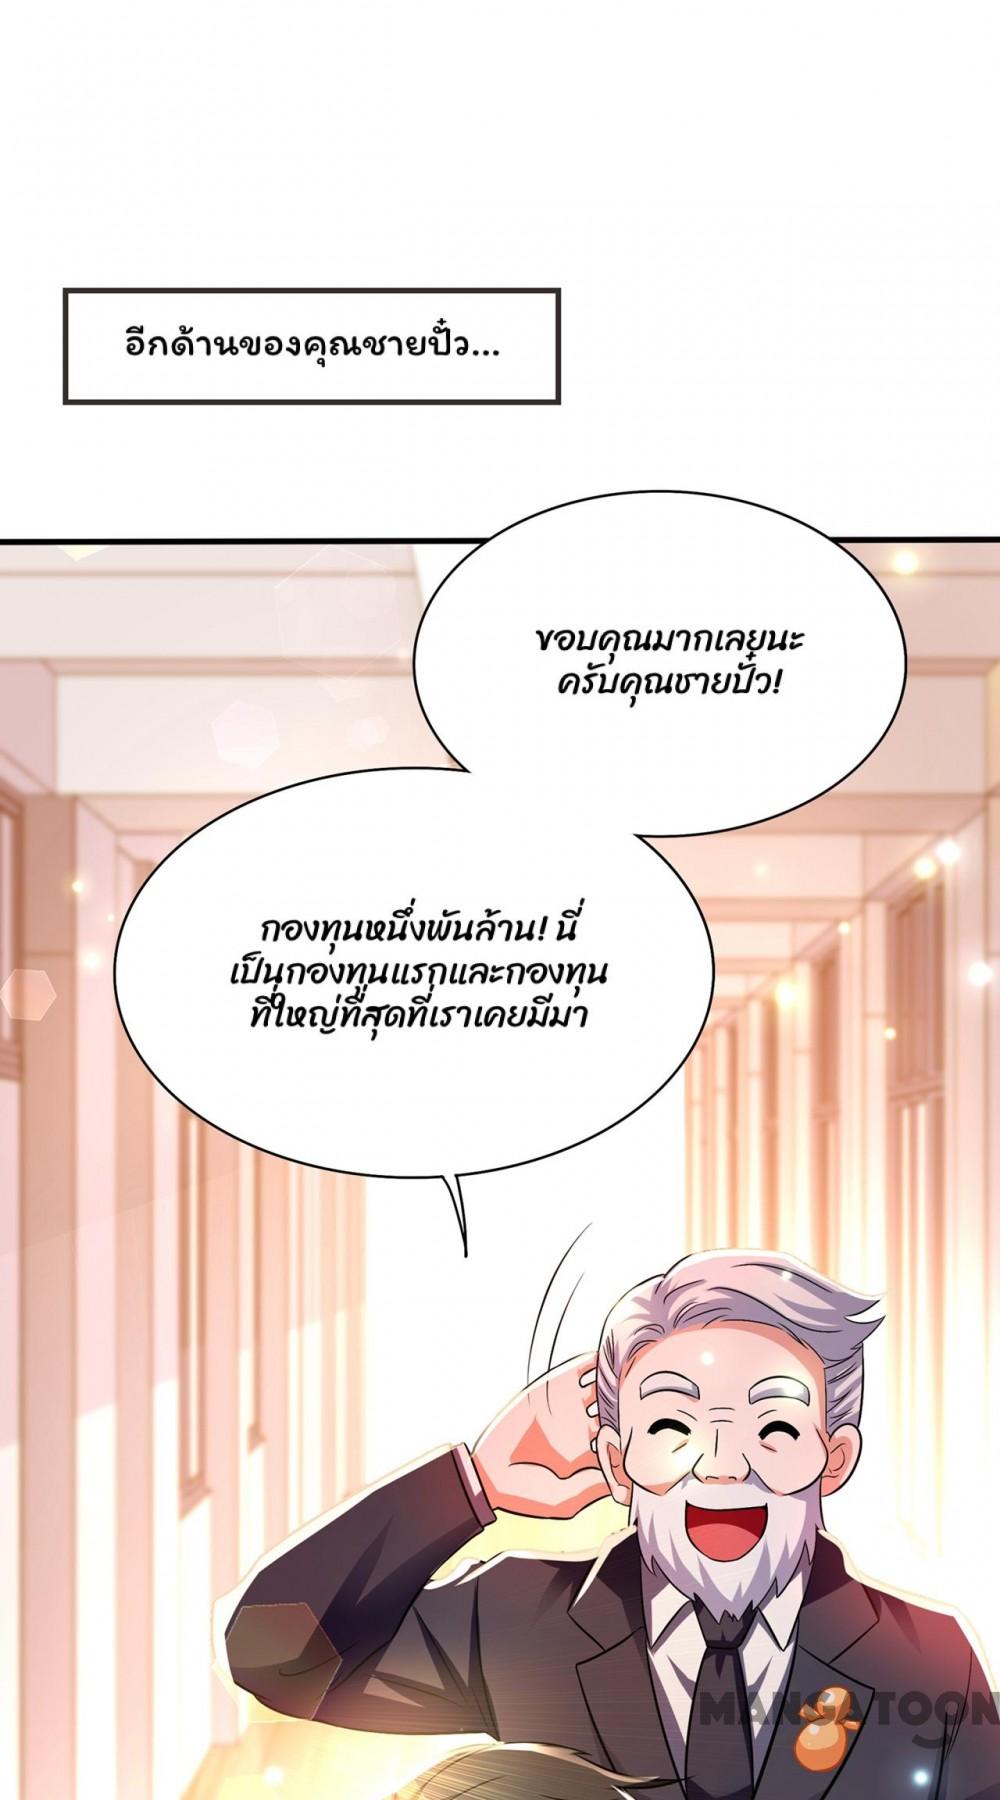 อีกด้านของคุณชายปั๋ว...
ขอบคุณมากเลยนะ
ครับคุณชายปั๋ว!
กองทุนหนึ่งพันล้าน! นี่
เป็นกองทุนแรกและกองทุน
ที่ใหญ่ที่สุดที่เราเคยมีมา
MANGATOON